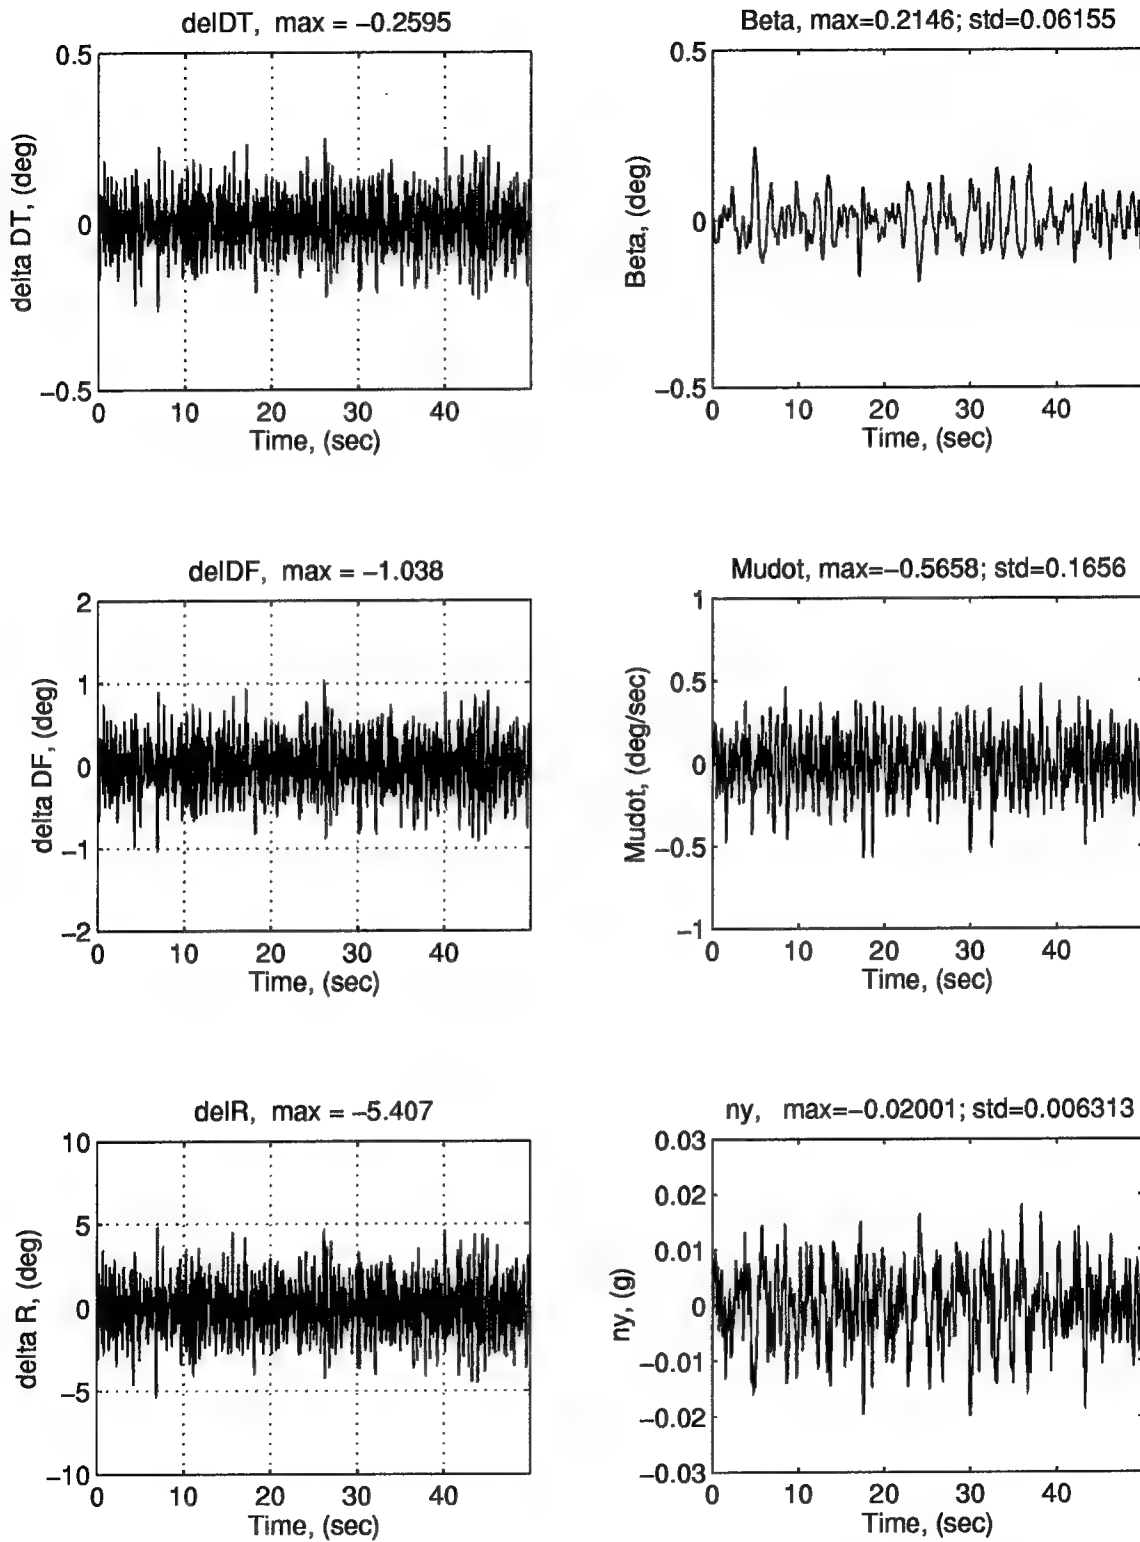 delDT, max = −0.2595
0.5
0
−0.5
delta DT, (deg)
0 10 20 30 40
Time, (sec)
Beta, max=0.2146; std=0.06155
0.5
0
−0.5
Beta, (deg)
0 10 20 30 40
Time, (sec)
delDF, max = −1.038
2
1
0
−1
−2
delta DF, (deg)
0 10 20 30 40
Time, (sec)
Mudot, max=−0.5658; std=0.1656
1
0.5
0
−0.5
−1
Mudot, (deg/sec)
0 10 20 30 40
Time, (sec)
delR, max = −5.407
10
5
0
−5
−10
delta R, (deg)
0 10 20 30 40
Time, (sec)
ny, max=−0.02001; std=0.006313
0.03
0.02
0.01
0
−0.01
−0.02
−0.03
ny, (g)
0 10 20 30 40
Time, (sec)